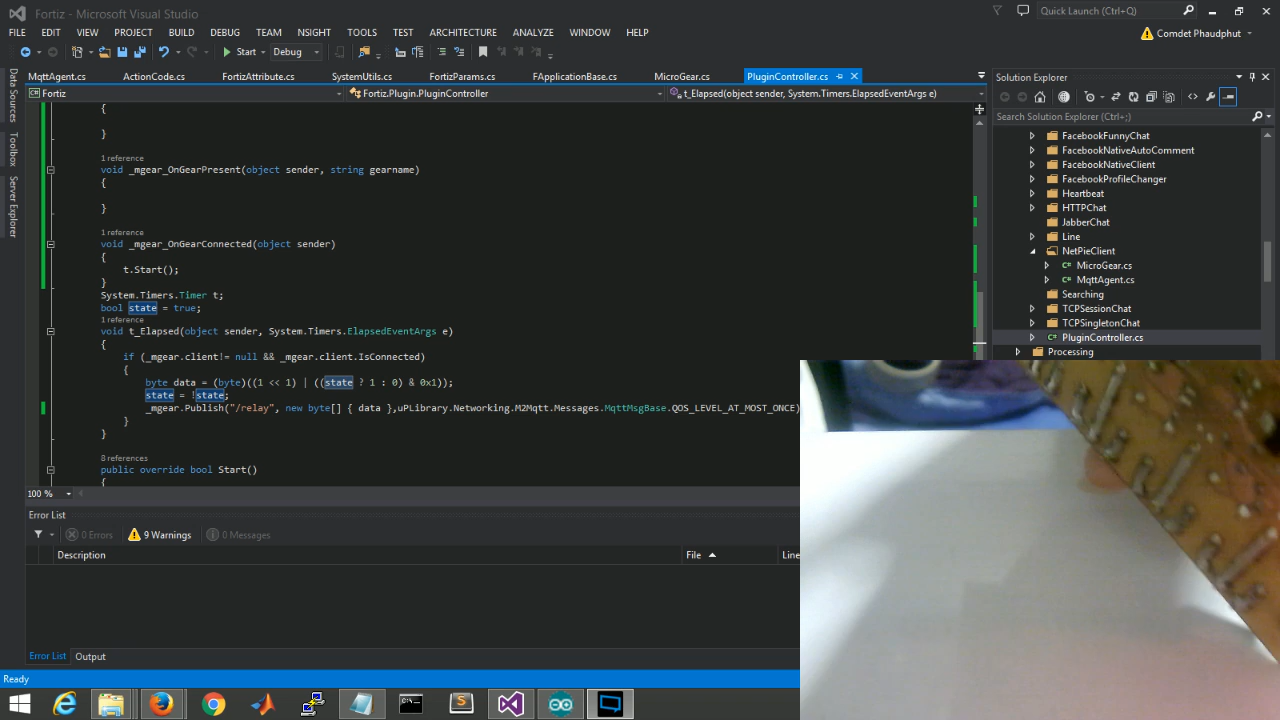 Fortiz - Microsoft Visual Studio
Quick Launch (Ctrl+Q)
FILE EDIT VIEW PROJECT BUILD DEBUG TEAM NSIGHT TOOLS TEST ARCHITECTURE ANALYZE WINDOW HELP
Comdet Phaudphut
Start Debug
Data Sources
Toolbox
Server Explorer
MqttAgent.cs ActionCode.cs FortizAttribute.cs SystemUtils.cs FortizParams.cs FApplicationBase.cs MicroGear.cs PluginController.cs
Fortiz Fortiz.Plugin.PluginController t_Elapsed(object sender, System.Timers.ElapsedEventArgs e)
{
}
1 reference
void _mgear_OnGearPresent(object sender, string gearname)
{
}
1 reference
void _mgear_OnGearConnected(object sender)
{
t.Start();
}
System.Timers.Timer t;
bool state = true;
1 reference
void t_Elapsed(object sender, System.Timers.ElapsedEventArgs e)
{
if (_mgear.client!= null && _mgear.client.IsConnected)
{
byte data = (byte)((1 << 1) | ((state ? 1 : 0) & 0x1));
state = !state;
_mgear.Publish("/relay", new byte[] { data },uPLibrary.Networking.M2Mqtt.Messages.MqttMsgBase.QOS_LEVEL_AT_MOST_ONCE)
}
}
8 references
public override bool Start()
{
100 %
Solution Explorer
Search Solution Explorer (Ctrl+;)
FacebookFunnyChat
FacebookNativeAutoComment
FacebookNativeClient
FacebookProfileChanger
Heartbeat
HTTPChat
JabberChat
Line
NetPieClient
C# MicroGear.cs
C# MqttAgent.cs
Searching
TCPSessionChat
TCPSingletonChat
C# PluginController.cs
Processing
Error List
0 Errors 9 Warnings 0 Messages
Description File Line
Error List Output
Ready